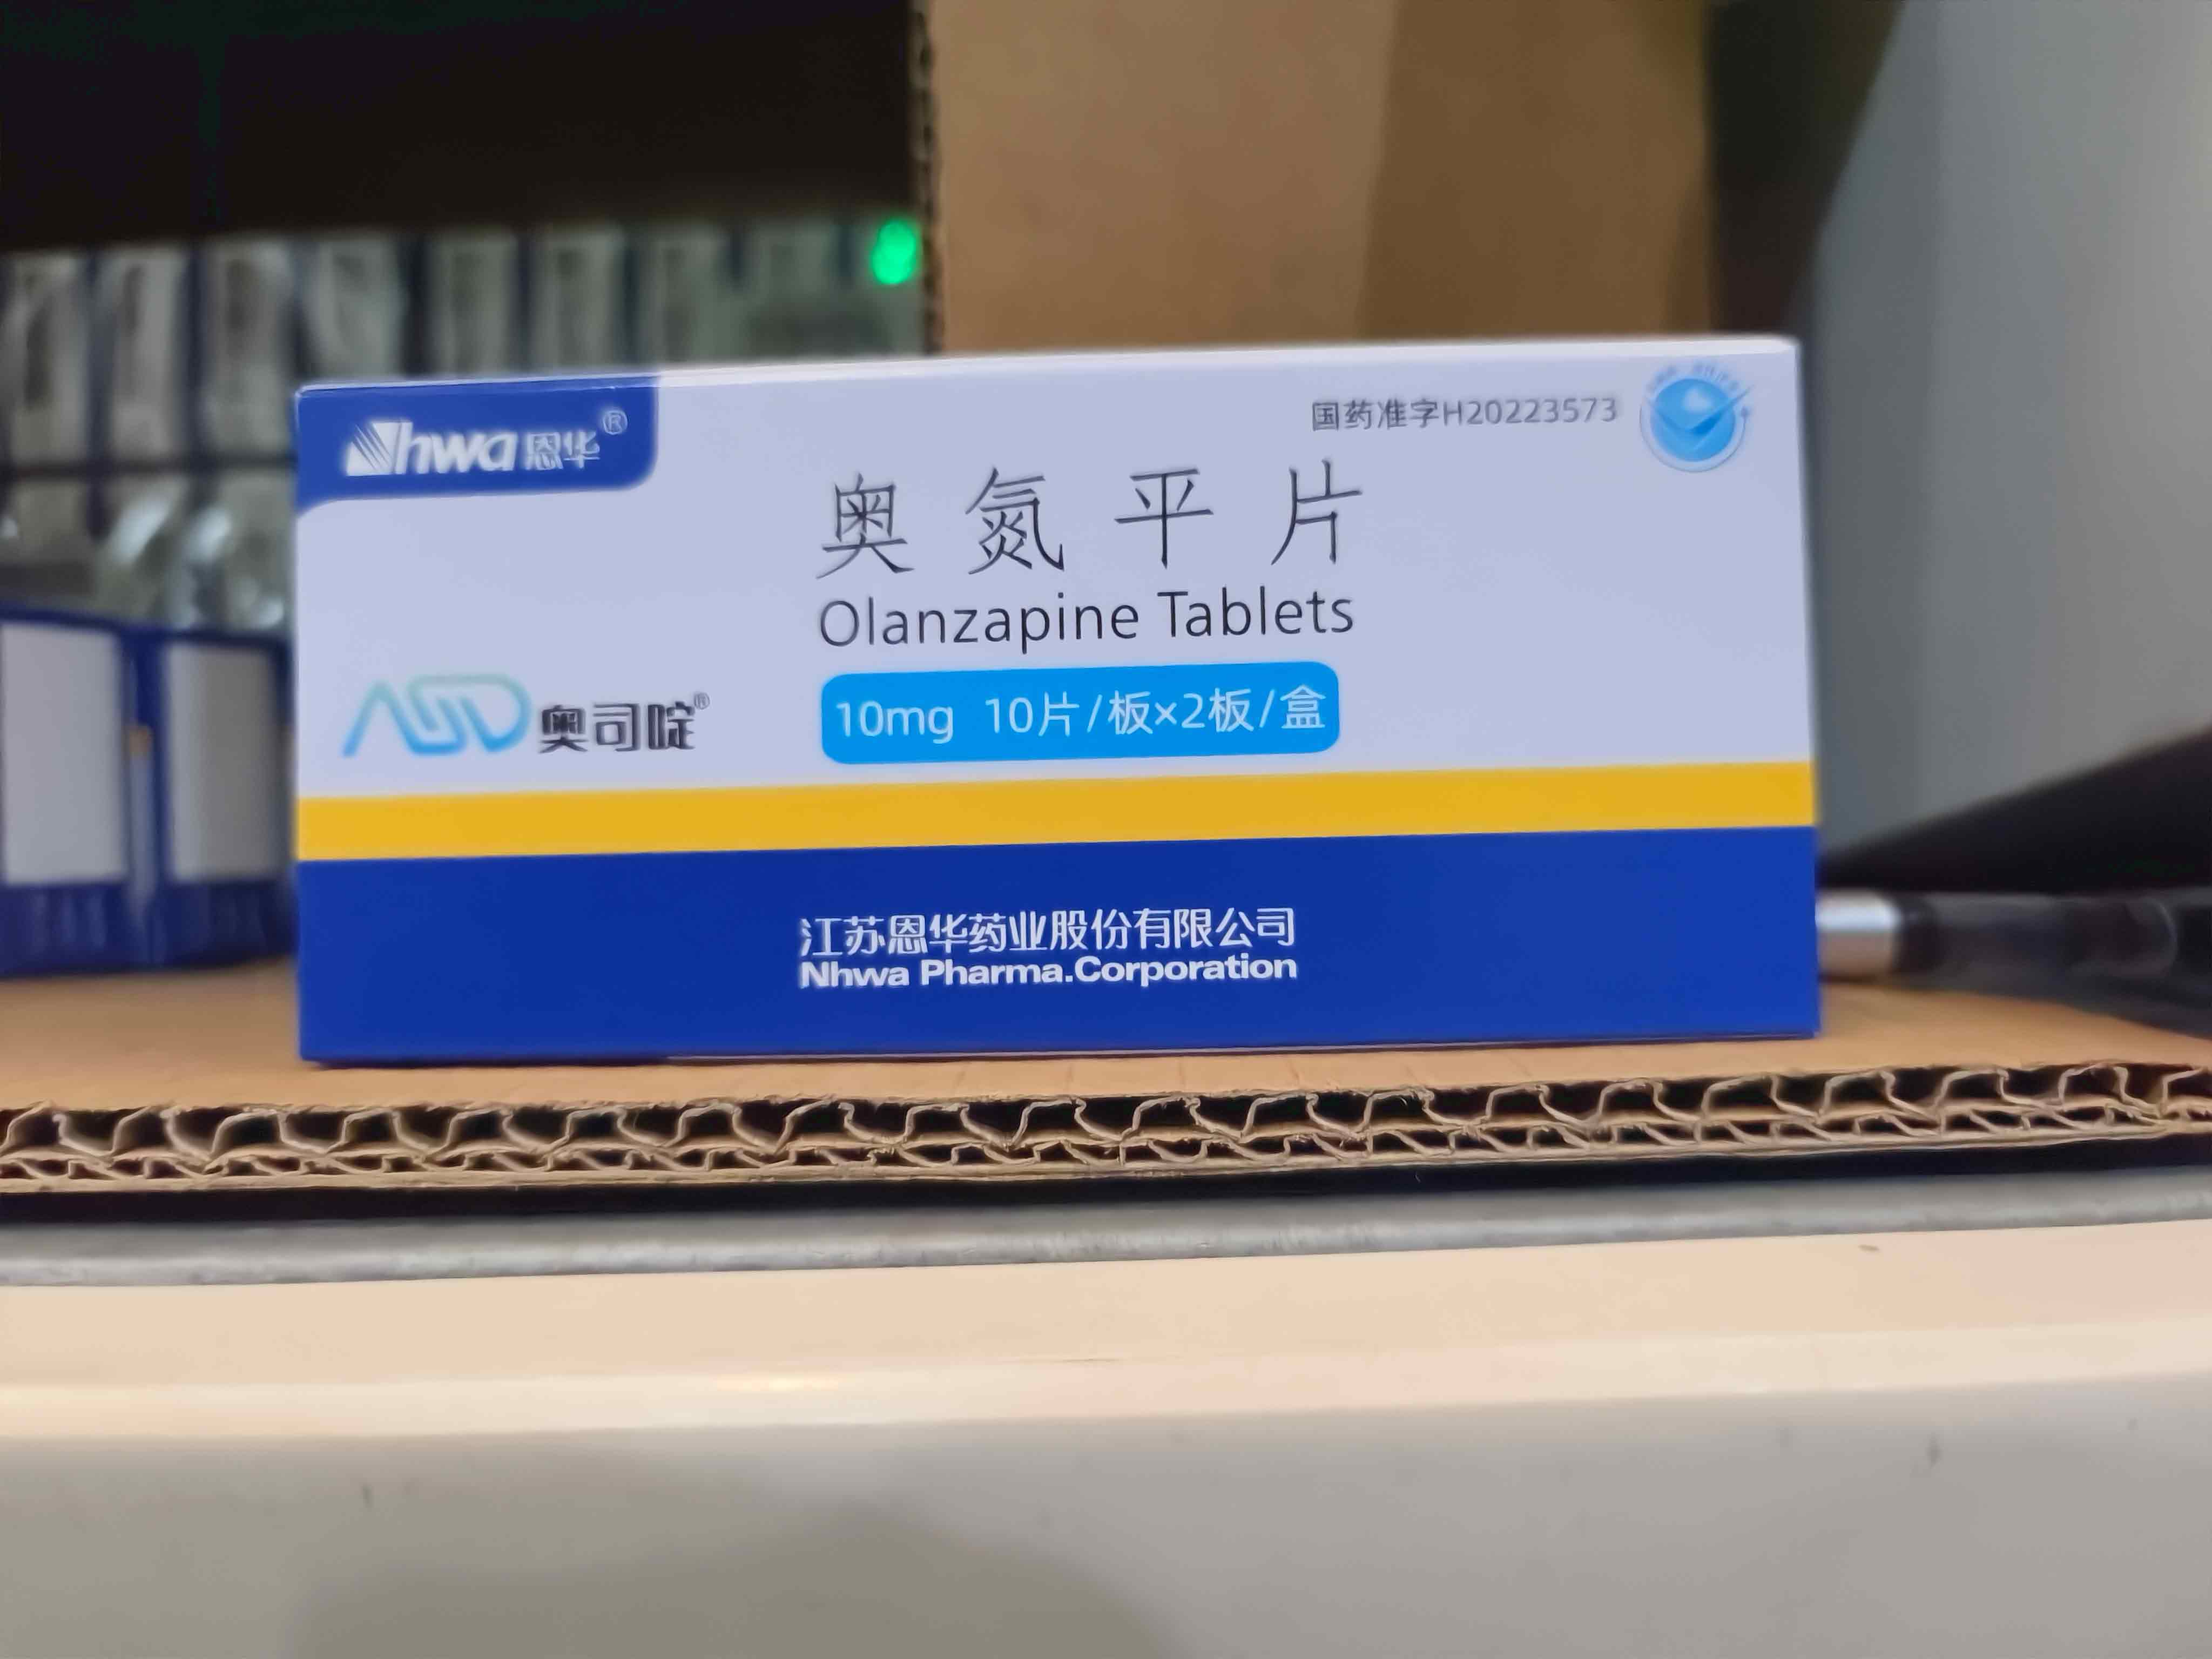 Nhwa恩华®
国药准字H20223573
奥氮平片
Olanzapine Tablets
奥司啶®
10mg 10片/板×2板/盒
江苏恩华药业股份有限公司
Nhwa Pharma.Corporation